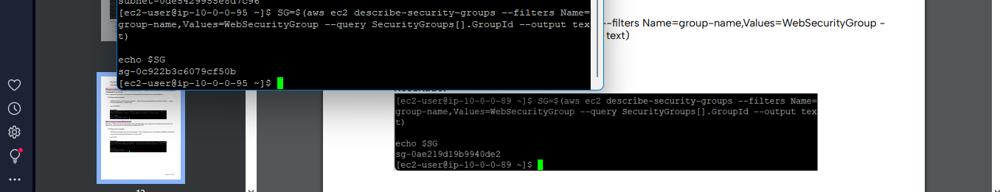 subnet-0de5429955e8d7c96
[ec2-user@ip-10-0-0-95 ~]$ SG=$(aws ec2 describe-security-groups --filters Name=
group-name,Values=WebSecurityGroup --query SecurityGroups[].GroupId --output tex
t)
echo $SG
sg-0c922b3c6079cf50b
[ec2-user@ip-10-0-0-95 ~]$
--filters Name=group-name,Values=WebSecurityGroup -
text)
[ec2-user@ip-10-0-0-89 ~]$ SG=$(aws ec2 describe-security-groups --filters Name=
group-name,Values=WebSecurityGroup --query SecurityGroups[].GroupId --output tex
t)
echo $SG
sg-0ae219d19b9940de2
[ec2-user@ip-10-0-0-89 ~]$